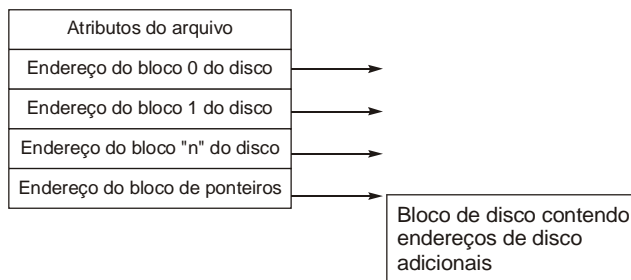 Atributos do arquivo
Endereço do bloco 0 do disco
Endereço do bloco 1 do disco
Endereço do bloco "n" do disco
Endereço do bloco de ponteiros
Bloco de disco contendo
endereços de disco
adicionais